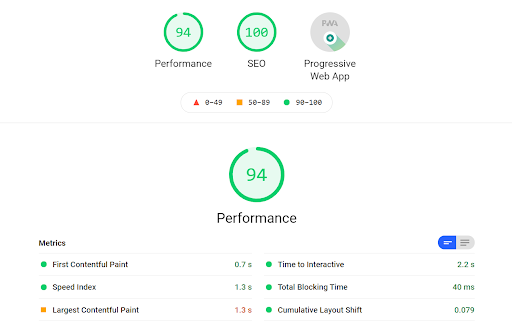 94 100 PWA
Performance SEO Progressive
Web App
0–49 50–89 90–100
94
Performance
Metrics
First Contentful Paint 0.7 s Time to Interactive 2.2 s
Speed Index 1.3 s Total Blocking Time 40 ms
Largest Contentful Paint 1.3 s Cumulative Layout Shift 0.079